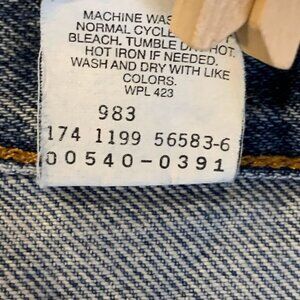 MACHINE
NORMAL CYCLE
BLEACH. TUMBLE HOT.
HOT IRON IF NEEDED.
WASH AND DRY WITH LIKE
COLORS.
WPL 423
983
174 1199 56583-6
00540-0391